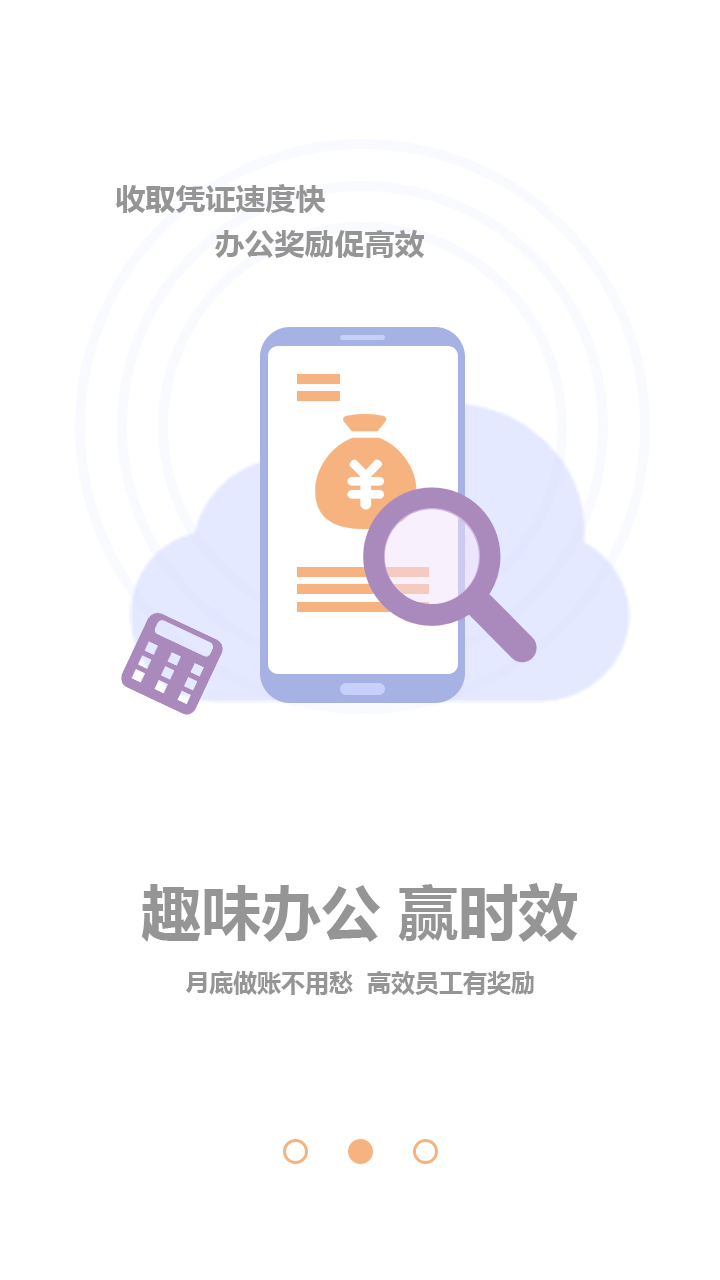 收取凭证速度快
办公奖励促高效
¥
趣味办公 赢时效
月底做账不用愁 高效员工有奖励